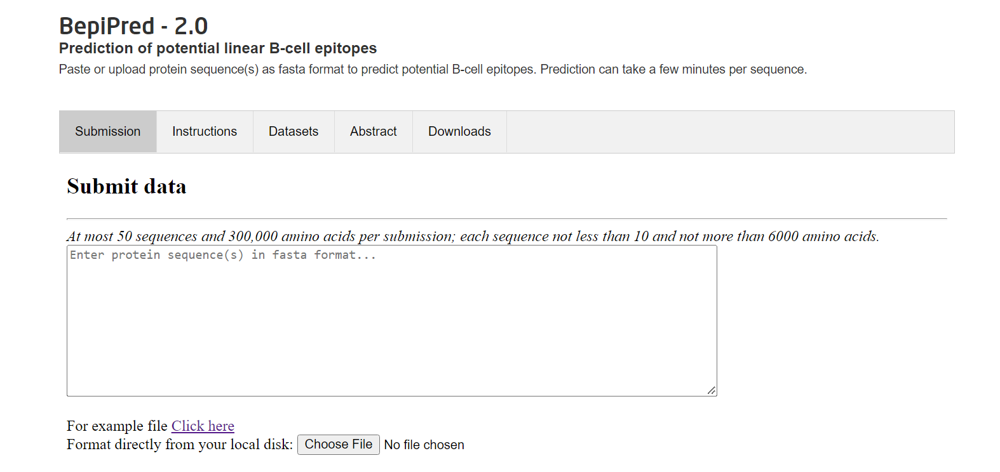 BepiPred - 2.0
Prediction of potential linear B-cell epitopes
Paste or upload protein sequence(s) as fasta format to predict potential B-cell epitopes. Prediction can take a few minutes per sequence.
Submission Instructions Datasets Abstract Downloads
Submit data
At most 50 sequences and 300,000 amino acids per submission; each sequence not less than 10 and not more than 6000 amino acids.
Enter protein sequence(s) in fasta format...
For example file Click here
Format directly from your local disk: Choose File No file chosen